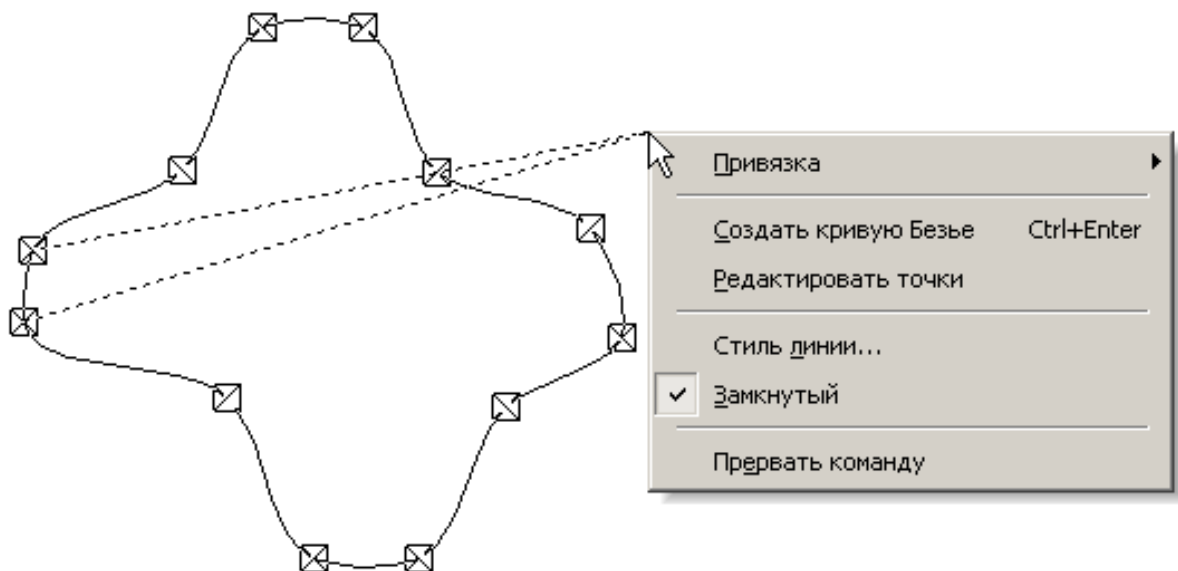 Привязка
Создать кривую Безье Ctrl+Enter
Редактировать точки
Стиль линии...
Замкнутый
Прервать команду